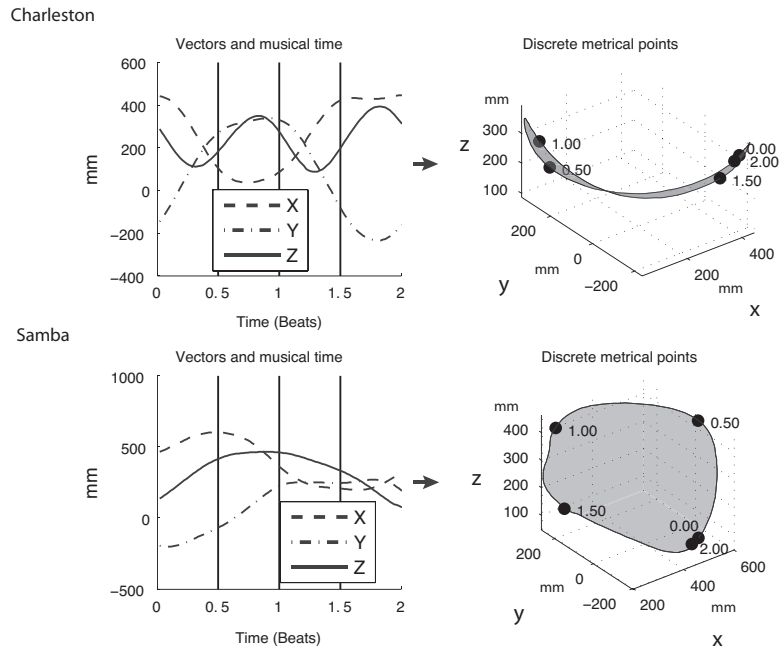 Charleston
Vectors and musical time
600
400
200
0
−200
−400
mm
X
Y
Z
0
0.5
1
1.5
2
Time (Beats)
Discrete metrical points
mm
300
200
100
z
1.00
0.50
0.00
2.00
1.50
200
0
−200
mm
y
200
400
mm
x
Samba
Vectors and musical time
1000
500
0
−500
mm
X
Y
Z
0
0.5
1
1.5
2
Time (Beats)
Discrete metrical points
mm
400
300
200
100
z
1.00
0.50
1.50
0.00
2.00
200
0
−200
mm
y
200
400
600
mm
x